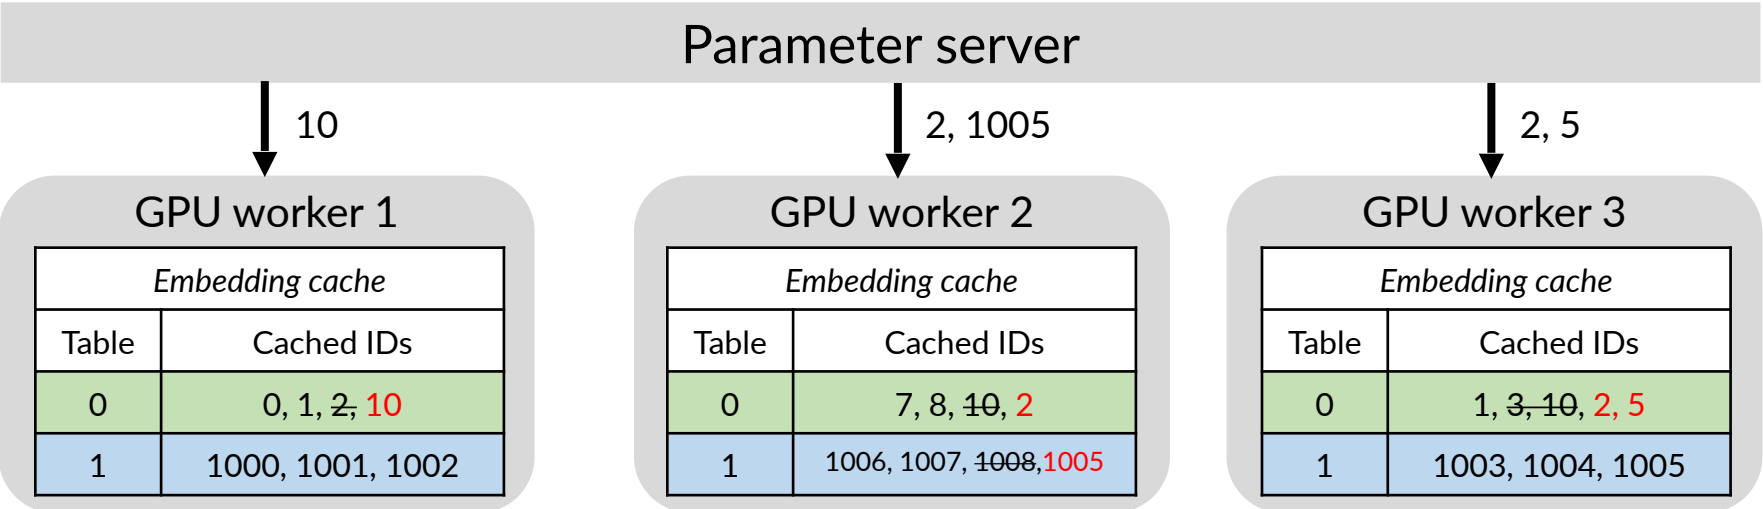 Parameter server
10
2, 1005
2, 5
GPU worker 1
Embedding cache
Table Cached IDs
0 0, 1, 2, 10
1 1000, 1001, 1002
GPU worker 2
Embedding cache
Table Cached IDs
0 7, 8, 10, 2
1 1006, 1007, 1008,1005
GPU worker 3
Embedding cache
Table Cached IDs
0 1, 3, 10, 2, 5
1 1003, 1004, 1005